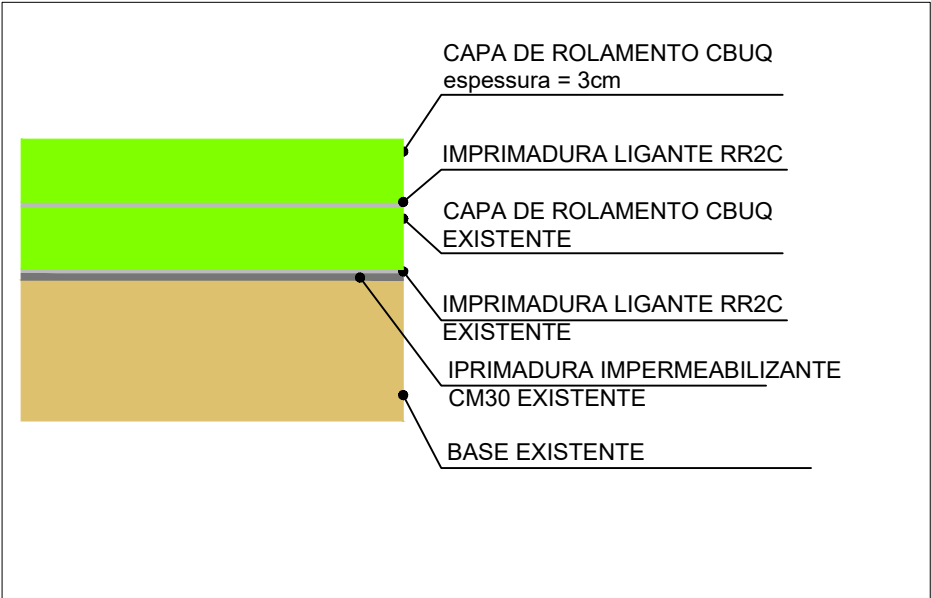 CAPA DE ROLAMENTO CBUQ
espessura = 3cm
IMPRIMADURA LIGANTE RR2C
CAPA DE ROLAMENTO CBUQ
EXISTENTE
IMPRIMADURA LIGANTE RR2C
EXISTENTE
IPRIMADURA IMPERMEABILIZANTE
CM30 EXISTENTE
BASE EXISTENTE